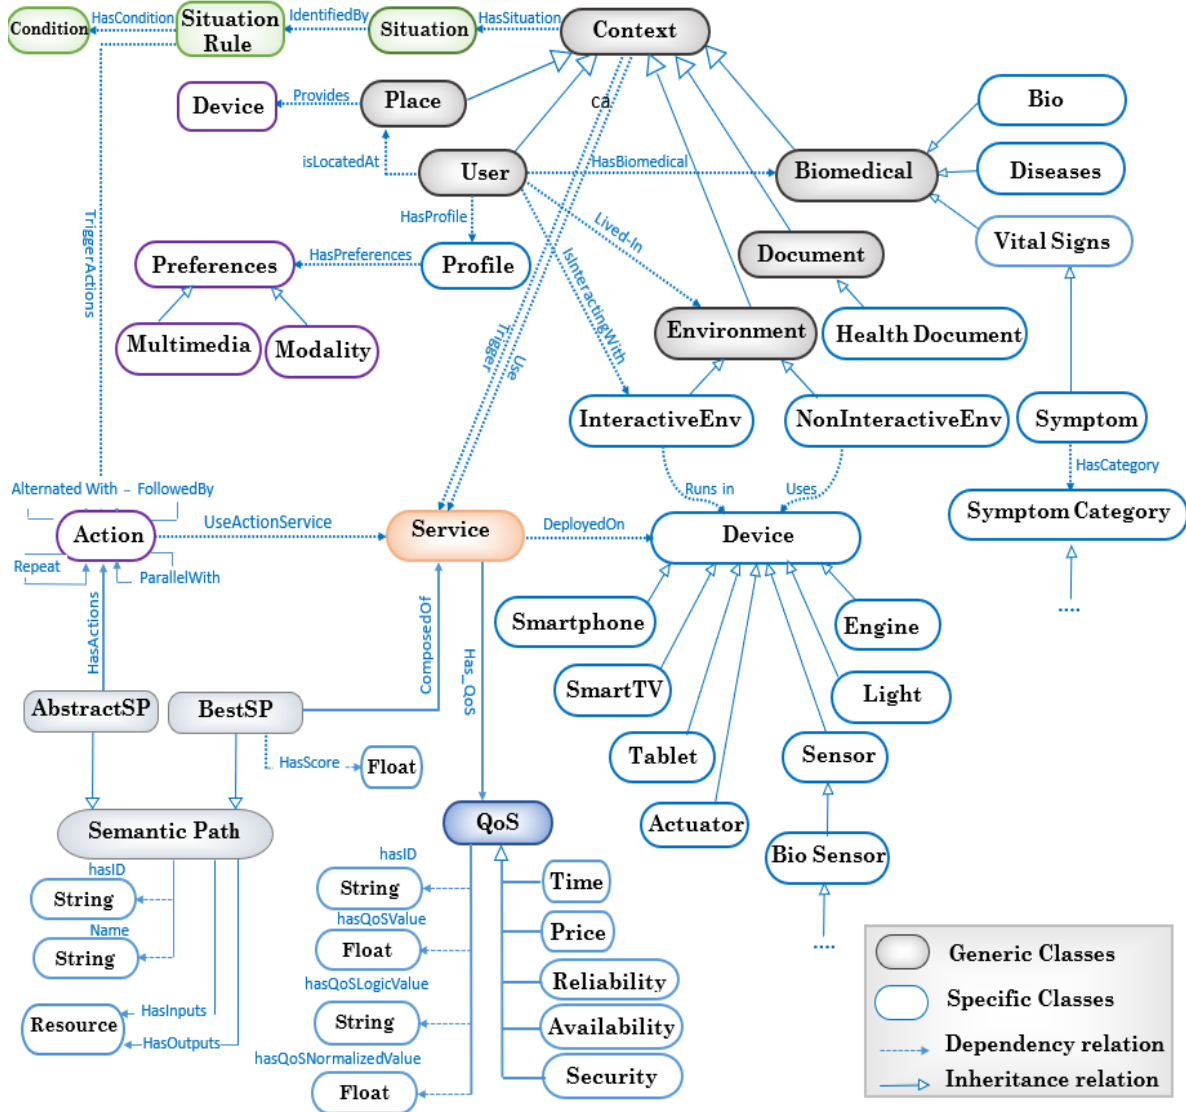 Condition
HasCondition
Situation
Rule
IdentifiedBy
Situation
HasSituation
Context
Device
Provides
Place
ca
Bio
isLocatedAt
User
HasBiomedical
Biomedical
Diseases
TriggerActions
HasProfile
Lived-In
Vital Signs
Preferences
HasPreferences
Profile
IsInteractingWith
Document
Multimedia
Modality
Trigger
Use
Environment
Health Document
InteractiveEnv
NonInteractiveEnv
Symptom
HasCategory
Alternated With – FollowedBy
Runs in
Uses
Action
UseActionService
Service
DeployedOn
Device
Symptom Category
Repeat
ParallelWith
....
HasActions
ComposedOf
Has_QoS
Smartphone
Engine
SmartTV
Light
AbstractSP
BestSP
HasScore
Float
Tablet
Sensor
Semantic Path
QoS
Actuator
Bio Sensor
hasID
String
Name
String
hasID
String
hasQoSValue
Float
hasQoSLogicValue
String
hasQoSNormalizedValue
Float
Time
Price
Reliability
Availability
Security
....
Resource
HasInputs
HasOutputs
Generic Classes
Specific Classes
Dependency relation
Inheritance relation